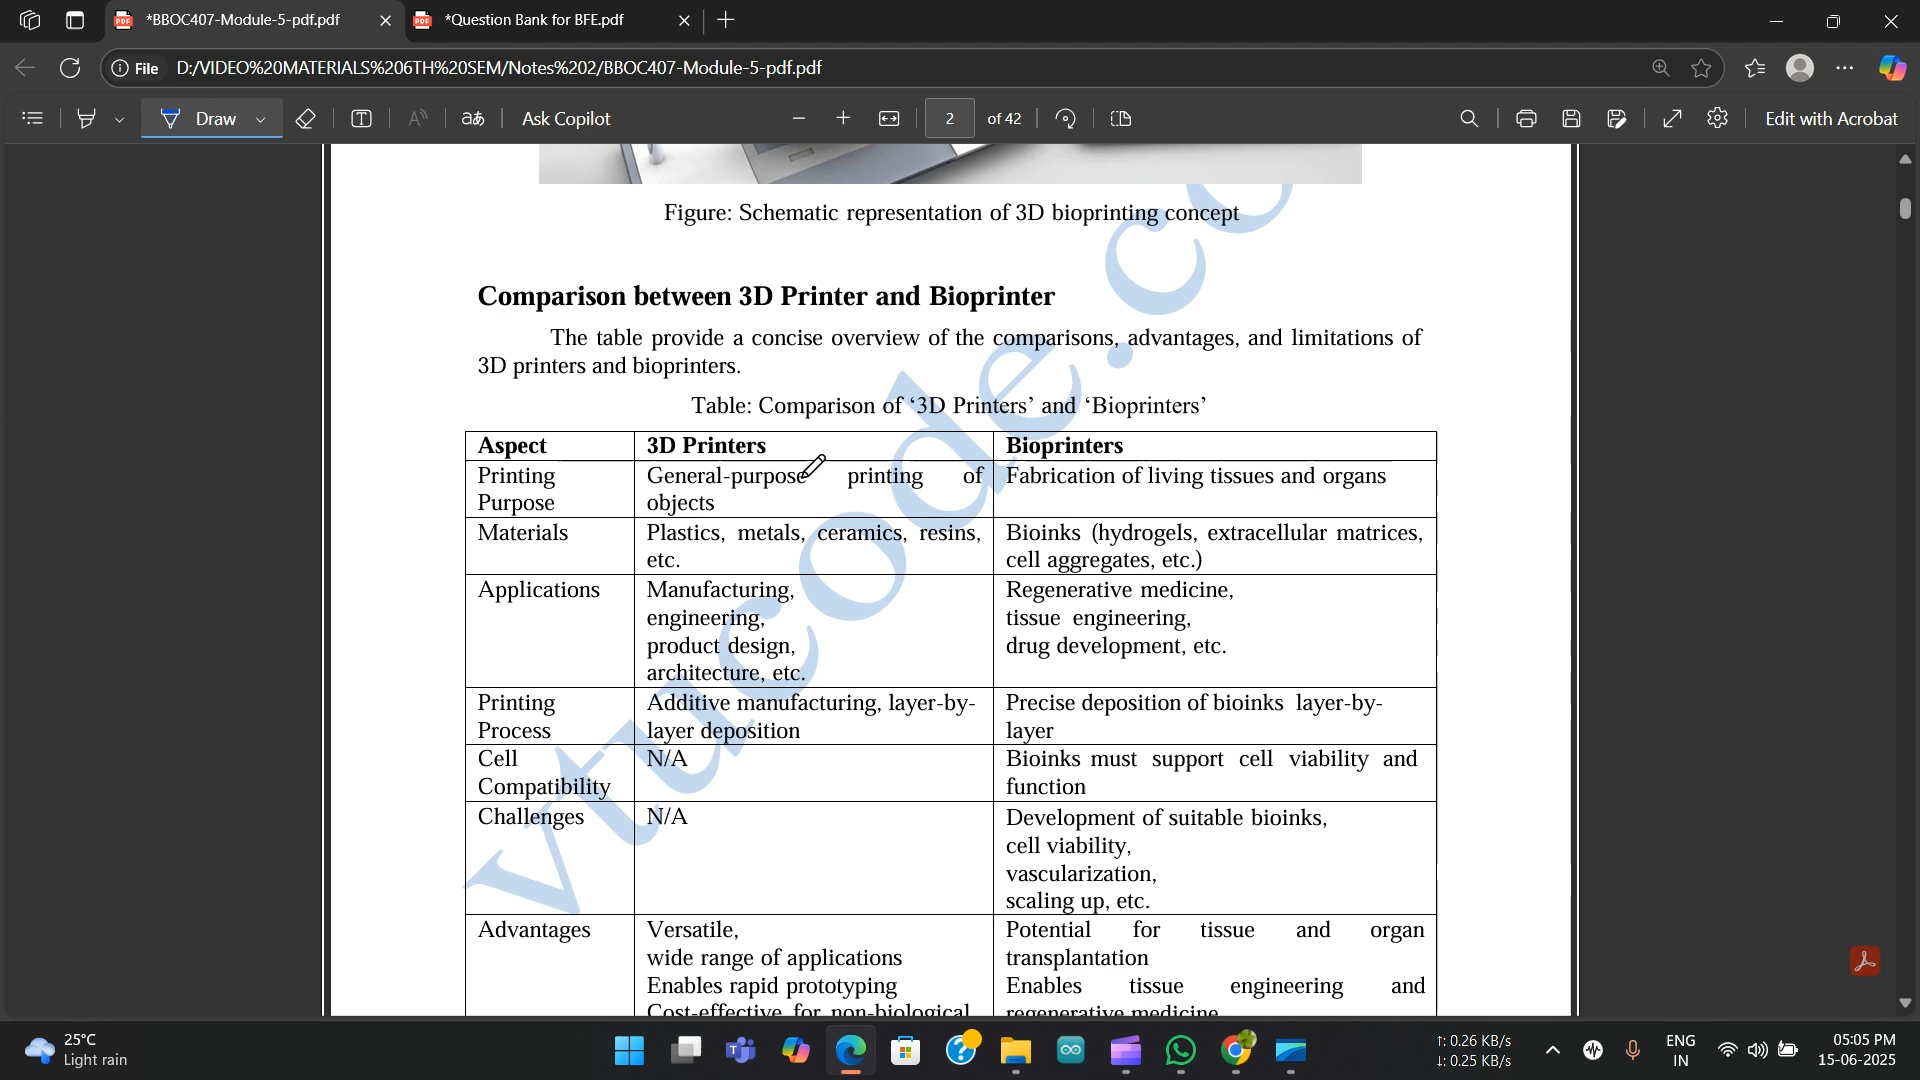 *BBOC407-Module-5-pdf.pdf
*Question Bank for BFE.pdf
File
D:/VIDEO%20MATERIALS%206TH%20SEM/Notes%202/BBOC407-Module-5-pdf.pdf
Draw
Ask Copilot
2 of 42
Edit with Acrobat
Figure: Schematic representation of 3D bioprinting concept
Comparison between 3D Printer and Bioprinter
The table provide a concise overview of the comparisons, advantages, and limitations of
3D printers and bioprinters.
Table: Comparison of ‘3D Printers’ and ‘Bioprinters’
Aspect 3D Printers Bioprinters
Printing General-purpose printing of Fabrication of living tissues and organs
Purpose objects
Materials Plastics, metals, ceramics, resins, Bioinks (hydrogels, extracellular matrices,
etc. cell aggregates, etc.)
Applications Manufacturing, Regenerative medicine,
engineering, tissue engineering,
product design, drug development, etc.
architecture, etc.
Printing Additive manufacturing, layer-by- Precise deposition of bioinks layer-by-
Process layer deposition layer
Cell N/A Bioinks must support cell viability and
Compatibility function
Challenges N/A Development of suitable bioinks,
cell viability,
vascularization,
scaling up, etc.
Advantages Versatile, Potential for tissue and organ
wide range of applications transplantation
Enables rapid prototyping Enables tissue engineering and
Cost-effective for non-biological regenerative medicine
vtucode.co
25°C
Light rain
↑: 0.26 KB/s
↓: 0.25 KB/s
ENG
IN
05:05 PM
15-06-2025